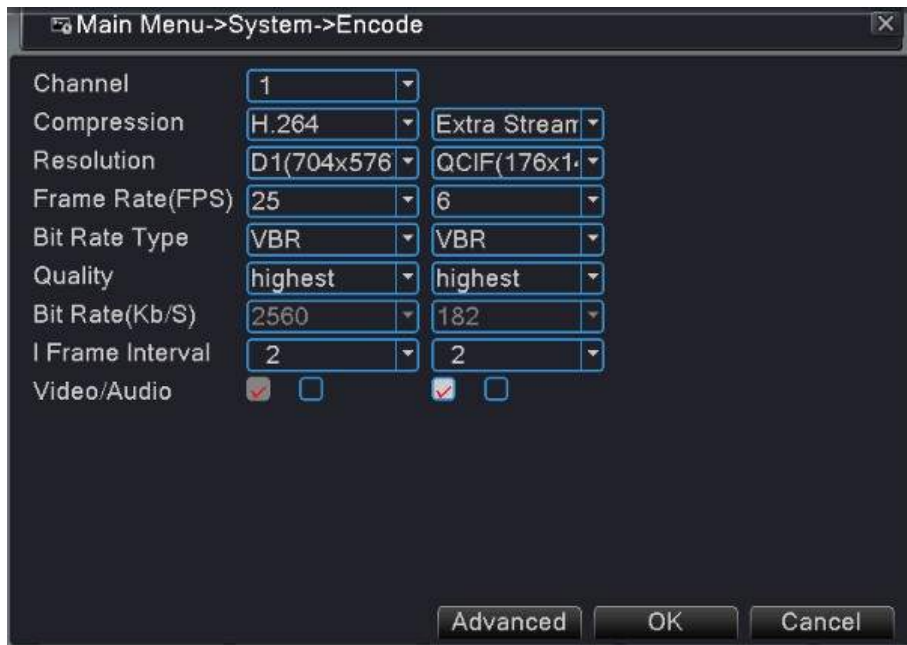 Main Menu->System->Encode
Channel 1
Compression H.264 Extra Stream
Resolution D1(704x576 QCIF(176x14
Frame Rate(FPS) 25 6
Bit Rate Type VBR VBR
Quality highest highest
Bit Rate(Kb/S) 2560 182
I Frame Interval 2 2
Video/Audio
Advanced OK Cancel